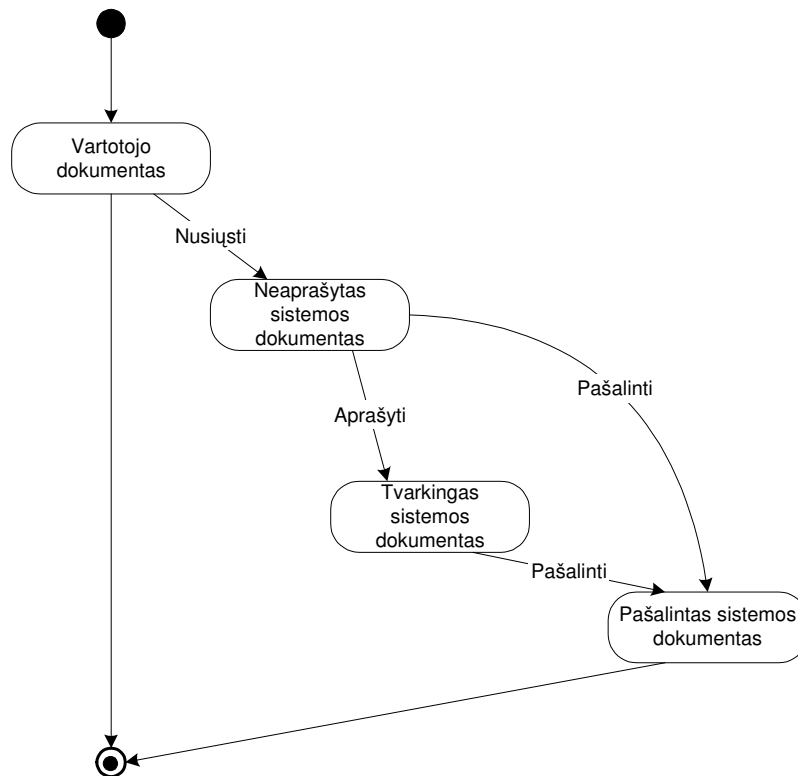 Vartotojo
dokumentas
Nusiųsti
Neaprašytas
sistemos
dokumentas
Pašalinti
Aprašyti
Tvarkingas
sistemos
dokumentas
Pašalinti
Pašalintas sistemos
dokumentas